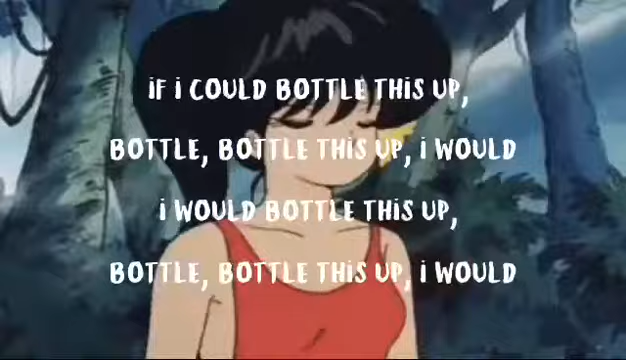 IF I COULD BOTTLE THIS UP,
BOTTLE, BOTTLE THIS UP, I WOULD
I WOULD BOTTLE THIS UP,
BOTTLE, BOTTLE THIS UP, I WOULD